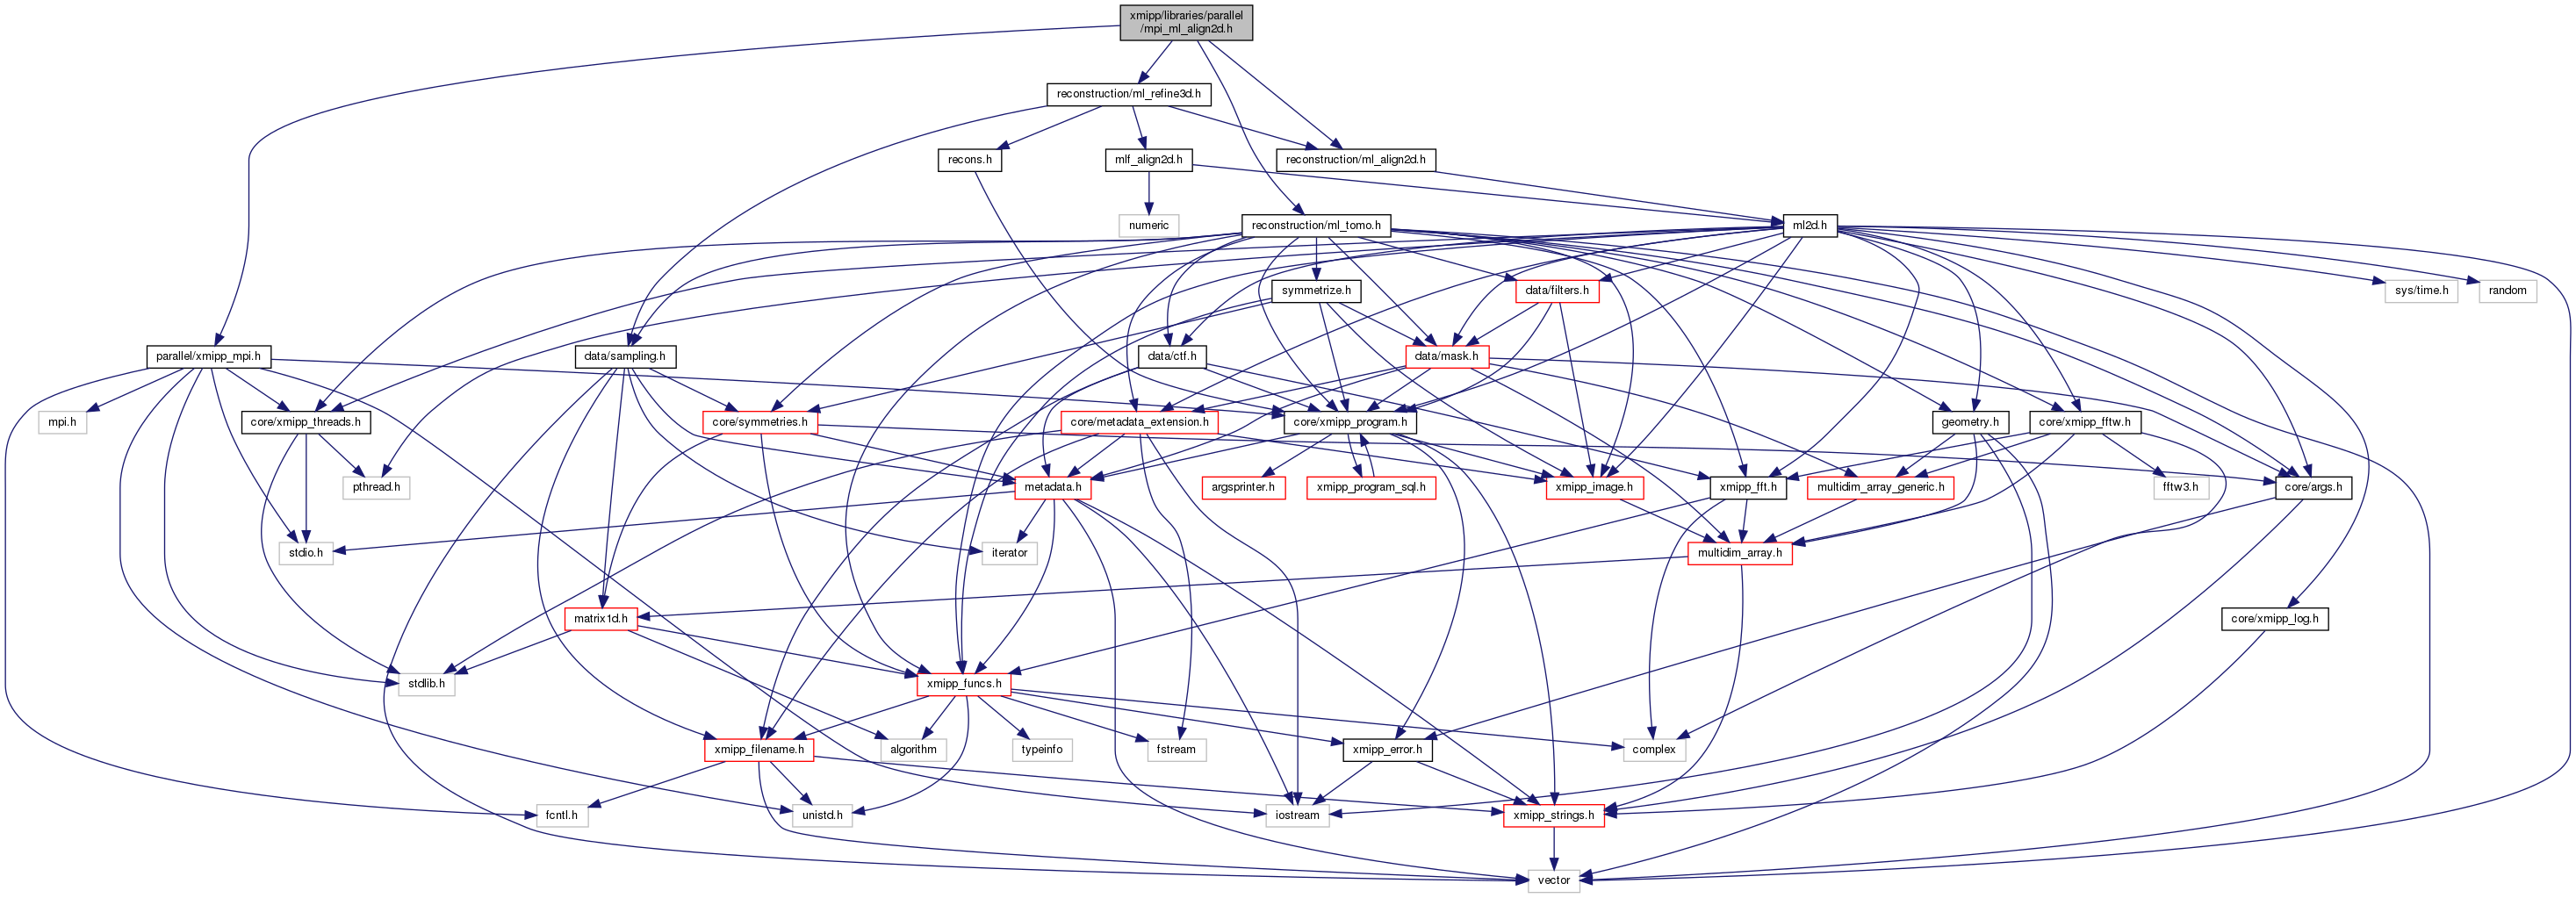 xmipp/libraries/parallel
/mpi_ml_align2d.h
reconstruction/ml_refine3d.h
recons.h
mlf_align2d.h
reconstruction/ml_align2d.h
numeric
reconstruction/ml_tomo.h
ml2d.h
symmetrize.h
data/filters.h
sys/time.h
random
parallel/xmipp_mpi.h
data/sampling.h
data/ctf.h
data/mask.h
mpi.h
core/xmipp_threads.h
core/symmetries.h
core/metadata_extension.h
core/xmipp_program.h
geometry.h
core/xmipp_fftw.h
pthread.h
metadata.h
argsprinter.h
xmipp_program_sql.h
xmipp_image.h
xmipp_fft.h
multidim_array_generic.h
fftw3.h
core/args.h
stdio.h
iterator
multidim_array.h
matrix1d.h
core/xmipp_log.h
stdlib.h
xmipp_funcs.h
xmipp_filename.h
algorithm
typeinfo
fstream
xmipp_error.h
complex
fcntl.h
unistd.h
iostream
xmipp_strings.h
vector